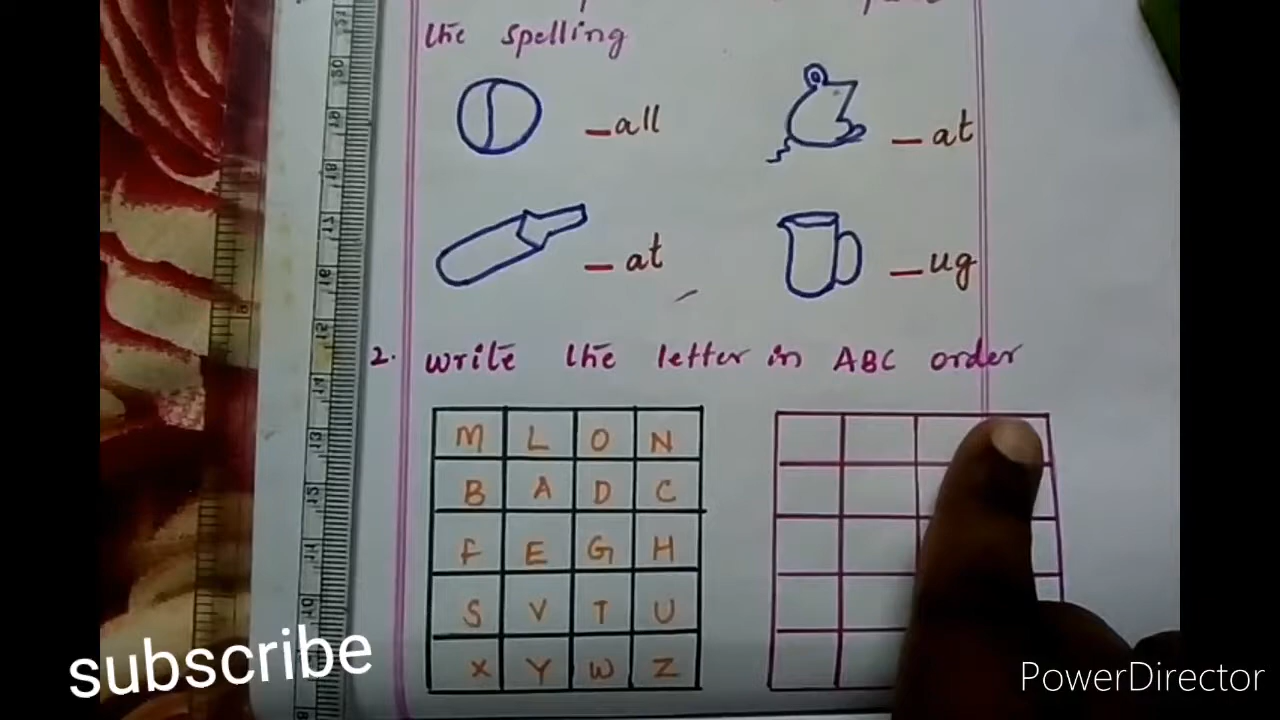 the spelling
_all
_at
_at
_ug
2. Write the letter in ABC order
M L O N
B A D C
F E G H
S V T U
X Y W Z
subscribe
PowerDirector